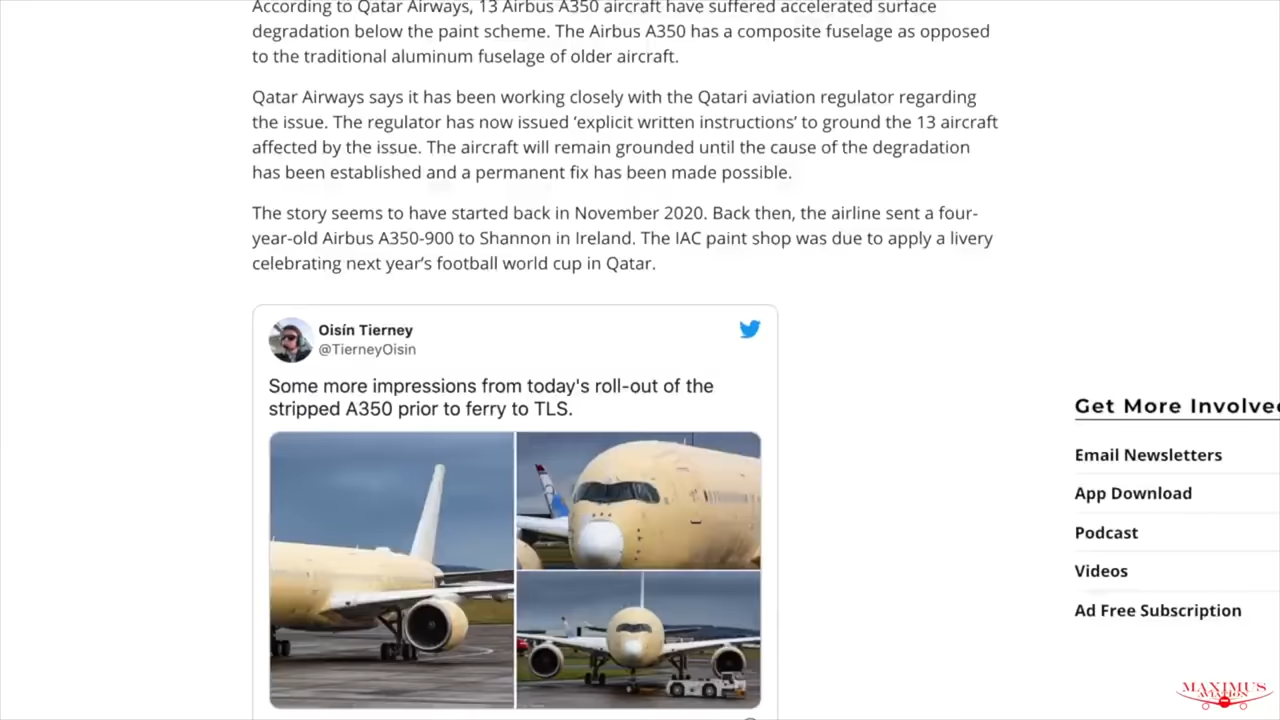 According to Qatar Airways, 13 Airbus A350 aircraft have suffered accelerated surface
degradation below the paint scheme. The Airbus A350 has a composite fuselage as opposed
to the traditional aluminum fuselage of older aircraft.
Qatar Airways says it has been working closely with the Qatari aviation regulator regarding
the issue. The regulator has now issued ‘explicit written instructions’ to ground the 13 aircraft
affected by the issue. The aircraft will remain grounded until the cause of the degradation
has been established and a permanent fix has been made possible.
The story seems to have started back in November 2020. Back then, the airline sent a four-
year-old Airbus A350-900 to Shannon in Ireland. The IAC paint shop was due to apply a livery
celebrating next year’s football world cup in Qatar.
Oisín Tierney
@TierneyOisin
Some more impressions from today's roll-out of the
stripped A350 prior to ferry to TLS.
Get More Involve
Email Newsletters
App Download
Podcast
Videos
Ad Free Subscription
MAXIMUS
AVIATION